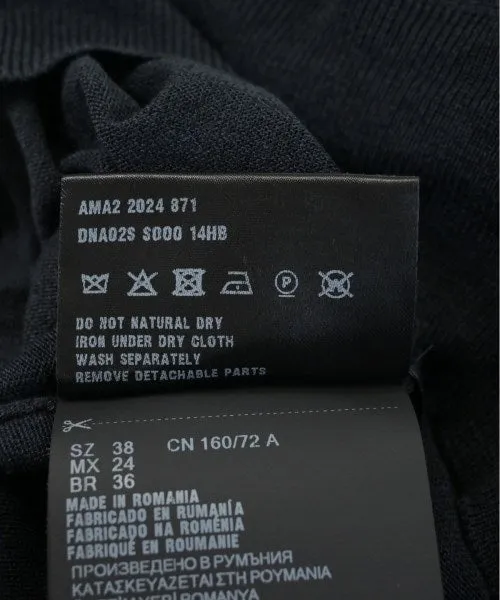 AMA2 2024 871
DNA02S S000 14HB
P W
DO NOT NATURAL DRY
IRON UNDER DRY CLOTH
WASH SEPARATELY
REMOVE DETACHABLE PARTS
SZ 38 CN 160/72 A
MX 24
BR 36
MADE IN ROMANIA
FABRICADO EN RUMANÍA
FABRICADO NA ROMÉNIA
FABRIQUÉ EN ROUMANIE
ПРОИЗВЕДЕНО В РУМЪНИЯ
ΚΑΤΑΣΚΕΥΑΖΕΤΑΙ ΣΤΗ ΡΟΥΜΑΝΙΑ